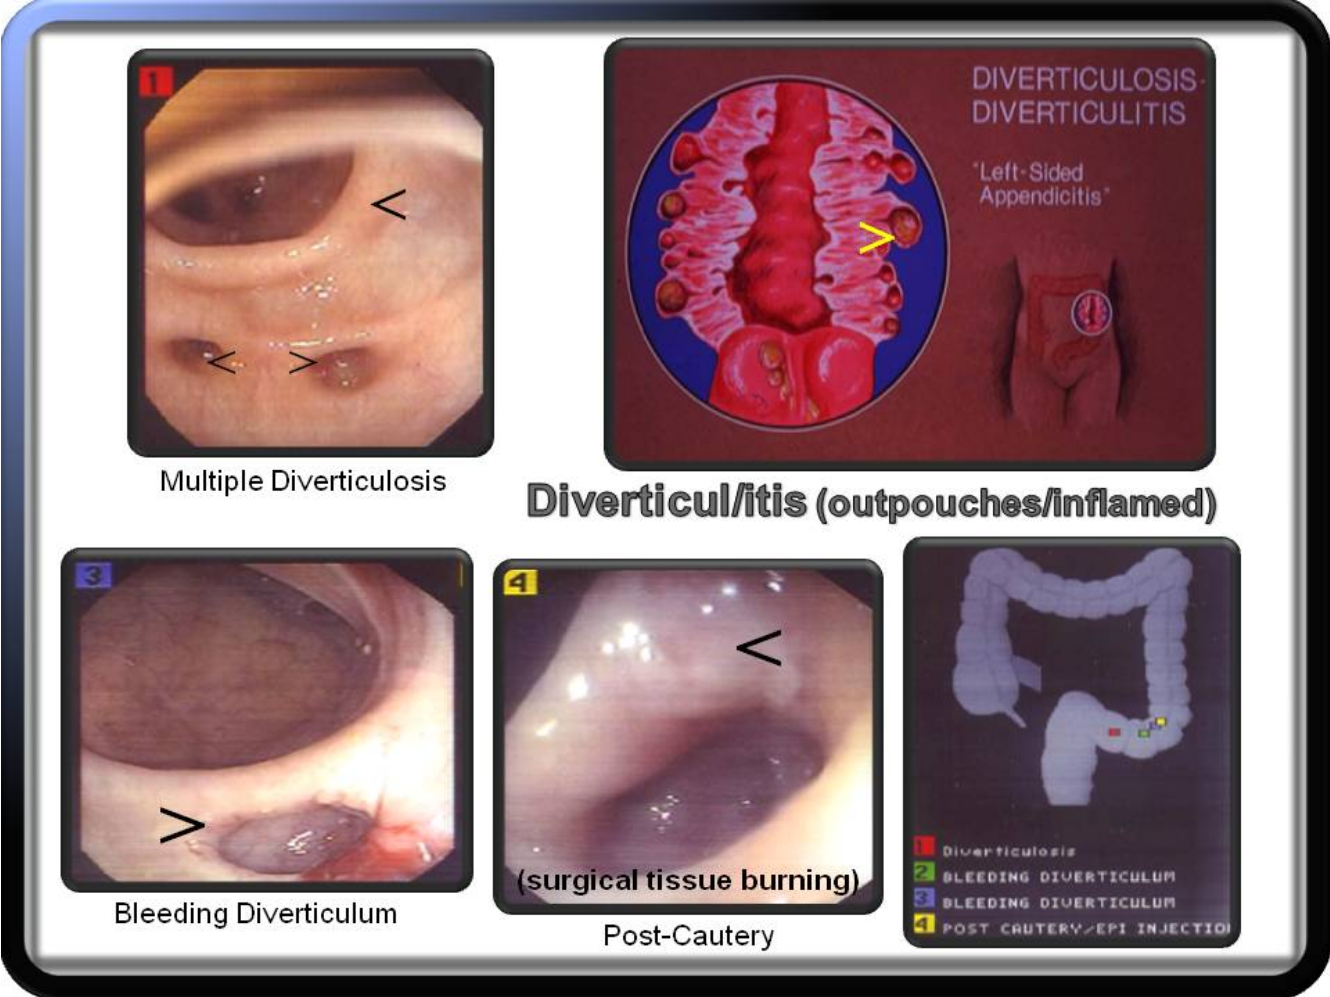 1
<
< >
Multiple Diverticulosis
DIVERTICULOSIS-
DIVERTICULITIS
"Left-Sided
Appendicitis"
>
Diverticul/itis (outpouches/inflamed)
3
>
Bleeding Diverticulum
4
<
(surgical tissue burning)
Post-Cautery
1 Diverticulosis
2 BLEEDING DIVERTICULUM
3 BLEEDING DIVERTICULUM
4 POST CAUTERY/EPI INJECTIO